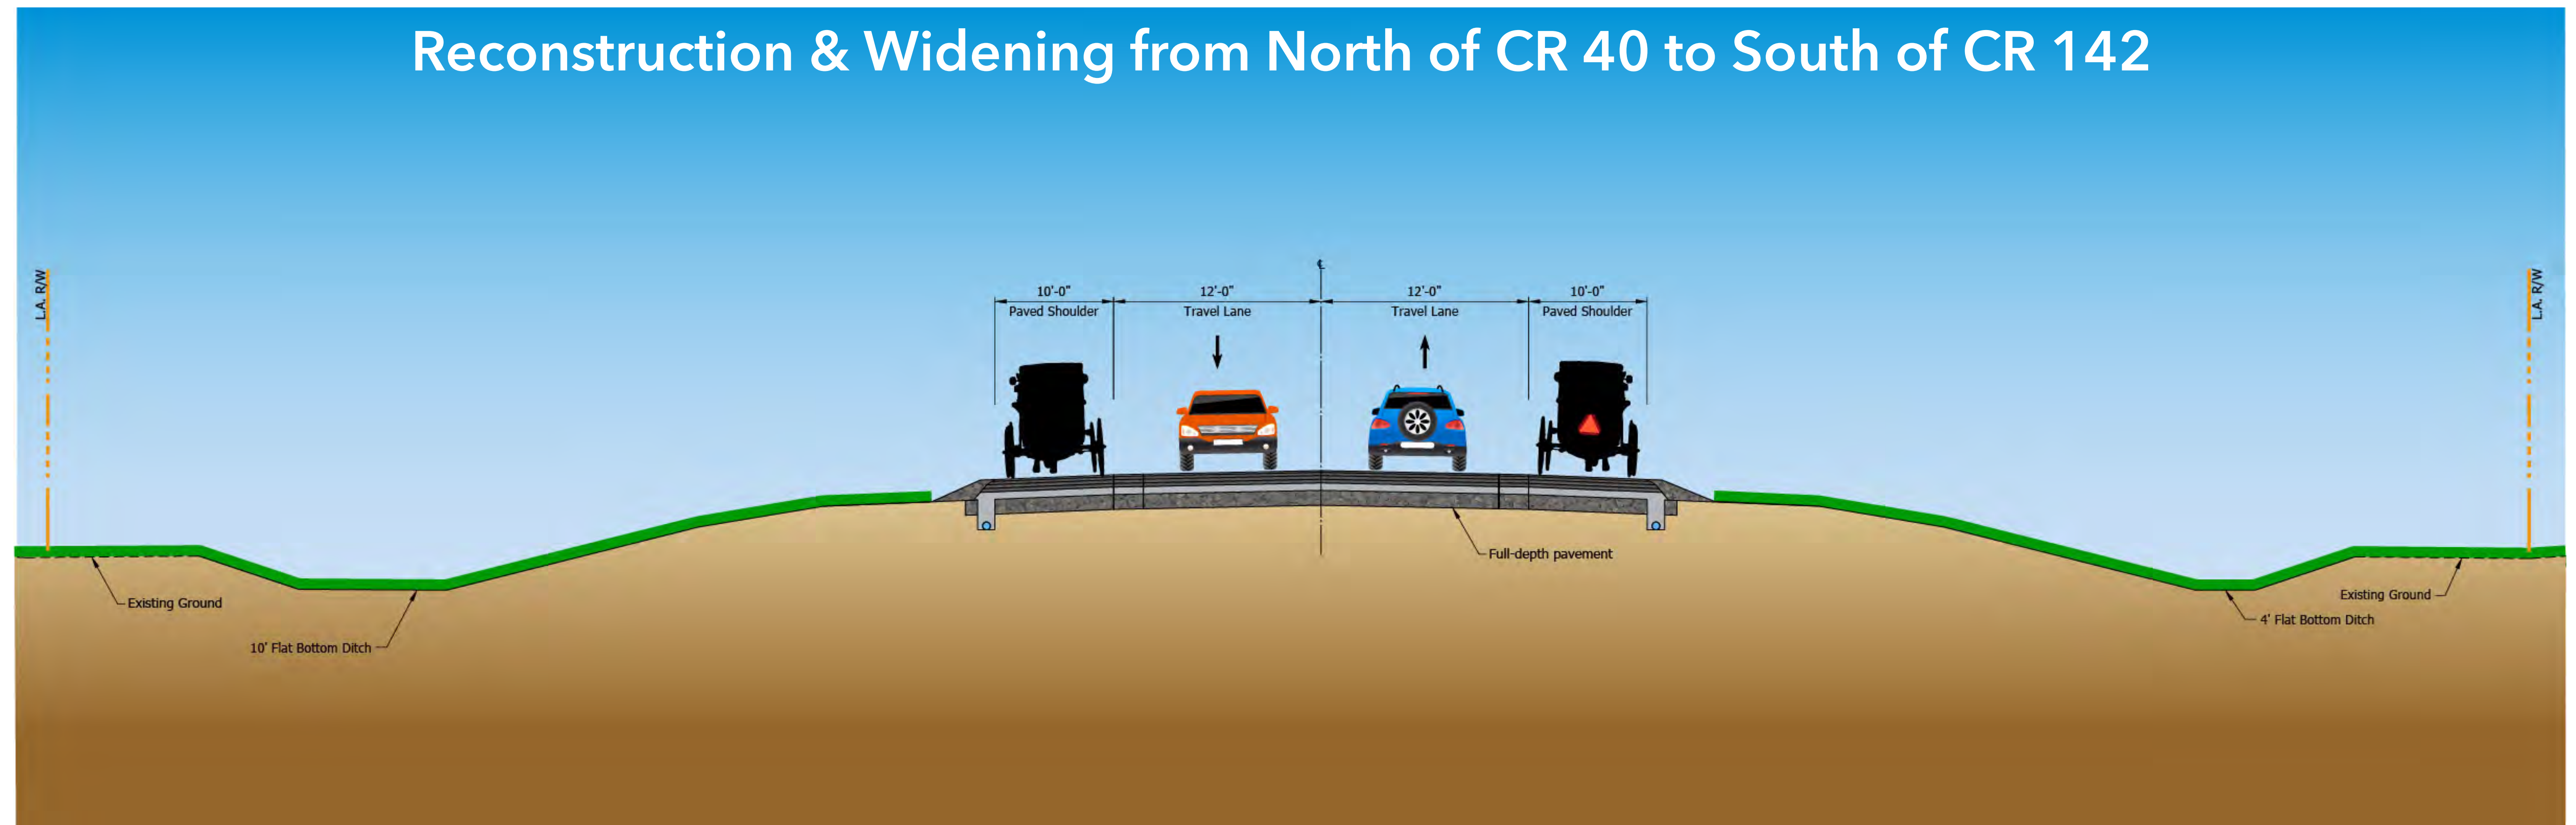 Reconstruction & Widening from North of CR 40 to South of CR 142
L.A. R/W
L.A. R/W
℄
10'-0"
12'-0"
12'-0"
10'-0"
Paved Shoulder
Travel Lane
Travel Lane
Paved Shoulder
Full-depth pavement
Existing Ground
Existing Ground
10' Flat Bottom Ditch
4' Flat Bottom Ditch